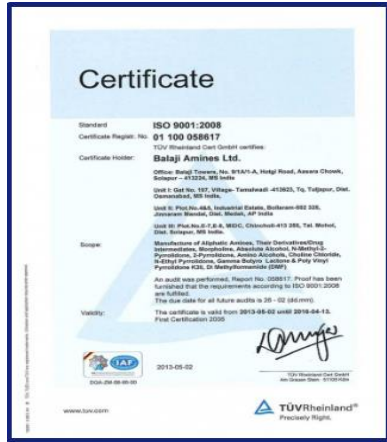 Certificate
Standard ISO 9001:2008
Certificate Registr. No. 01 100 058617
TÜV Rheinland Cert GmbH certifies:
Certificate Holder: Balaji Amines Ltd.
Office: Balaji Towers, No. 9/1A/1-A, Hotgi Road, Aasara Chowk,
Solapur – 413224, MS India
Unit I: Gat No. 197, Village- Tamalwadi -413623, Tq. Tuljapur, Dist.
Osmanabad, MS India,
Unit II: Plot.No.4&5, Industrial Estate, Bollaram-502 325,
Jinnaram Mandal, Dist. Medak, AP India
Unit III: Plot.No.E-7,E-8, MIDC, Chincholi-413 255, Tal. Mohol,
Dist. Solapur, MS India.
Scope: Manufacture of Aliphatic Amines, Their Derivatives/Drug
Intermediates, Morpholine, Absolute Alcohol, N-Methyl-2-
Pyrrolidone, 2-Pyrrolidone, Amino Alcohols, Choline Chloride,
N-Ethyl Pyrrolidone, Gamma Butyro Lactone & Poly Vinyl
Pyrrolidone K30, Di Methylformamide (DMF)
An audit was performed, Report No. 058617. Proof has been
furnished that the requirements according to ISO 9001:2008
are fulfilled.
The due date for all future audits is 28 - 02 (dd.mm).
Validity: The certificate is valid from 2013-05-02 until 2016-04-13.
First Certification 2008
2013-05-02
IAF
TÜV Rheinland Cert GmbH
Am Grauen Stein · 51105 Köln
www.tuv.com
TÜVRheinland®
Precisely Right.